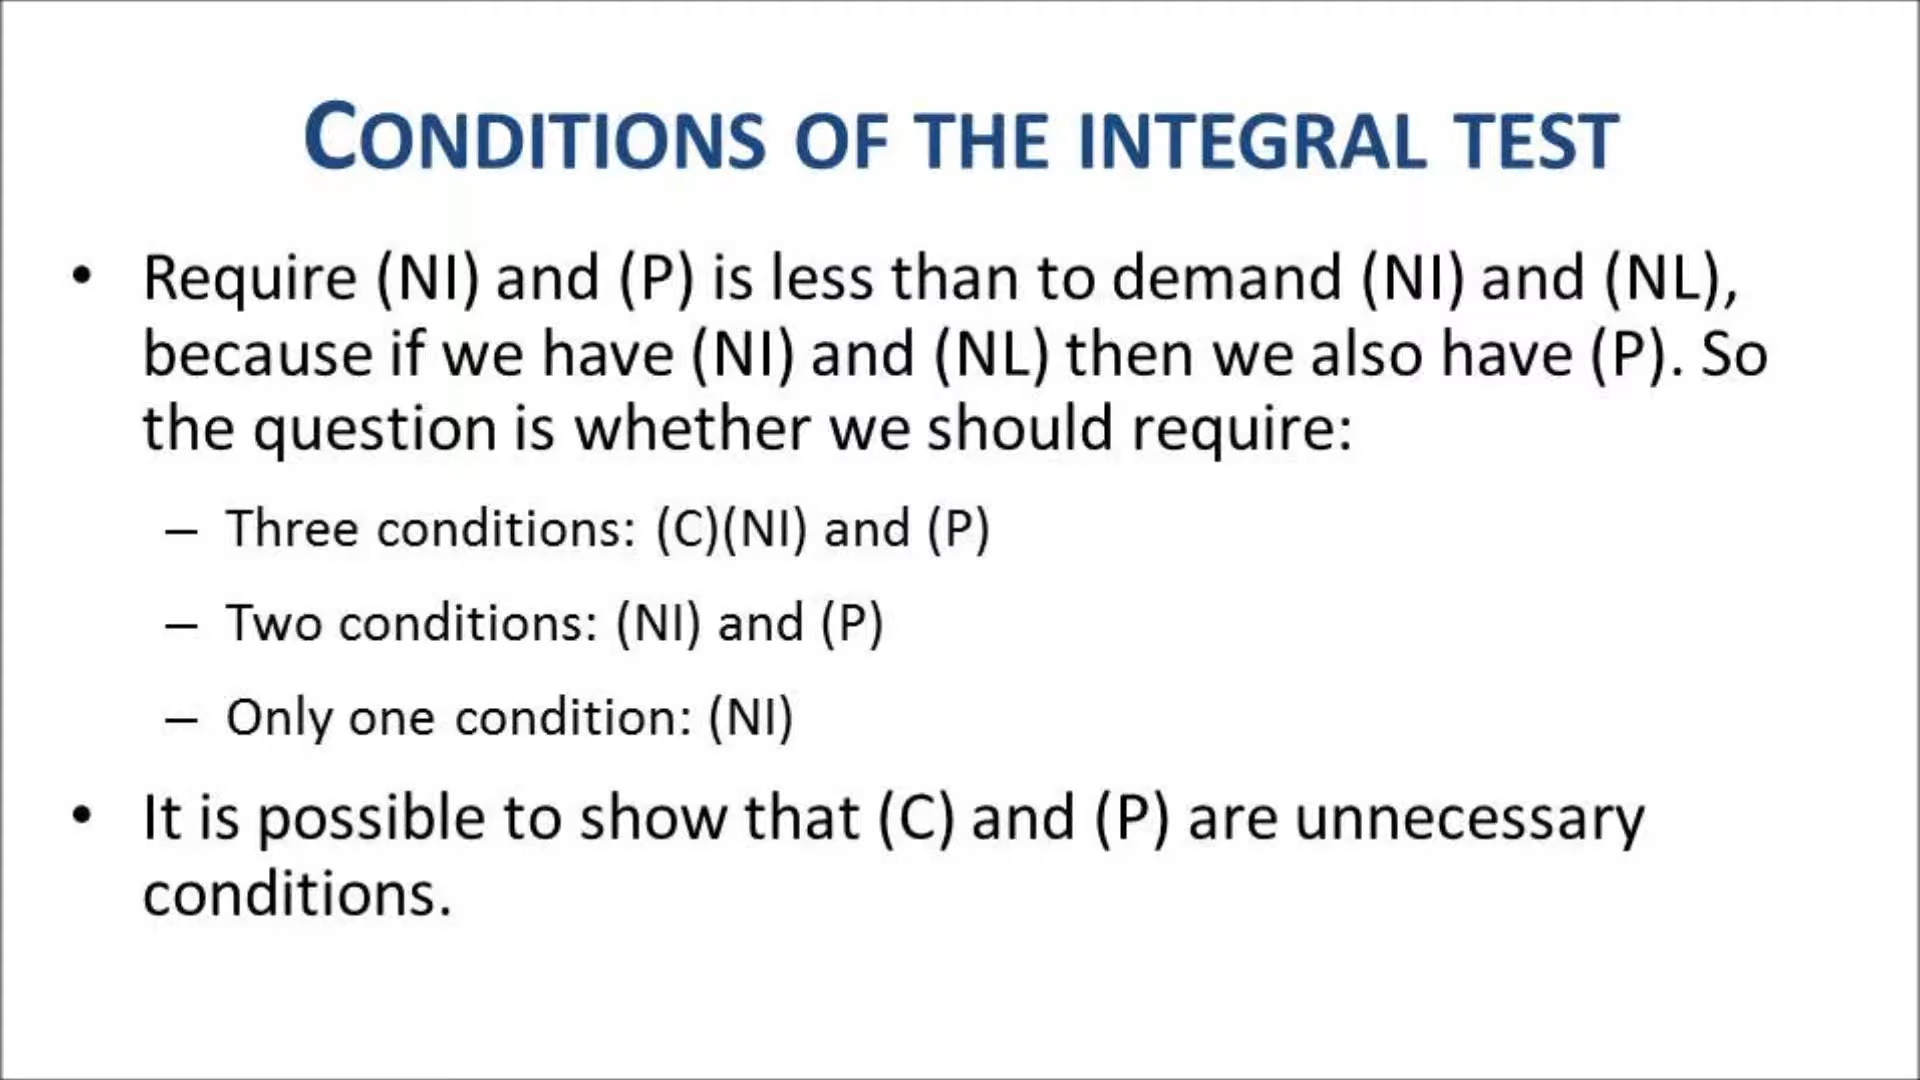 CONDITIONS OF THE INTEGRAL TEST
• Require (NI) and (P) is less than to demand (NI) and (NL),
because if we have (NI) and (NL) then we also have (P). So
the question is whether we should require:
– Three conditions: (C)(NI) and (P)
– Two conditions: (NI) and (P)
– Only one condition: (NI)
• It is possible to show that (C) and (P) are unnecessary
conditions.